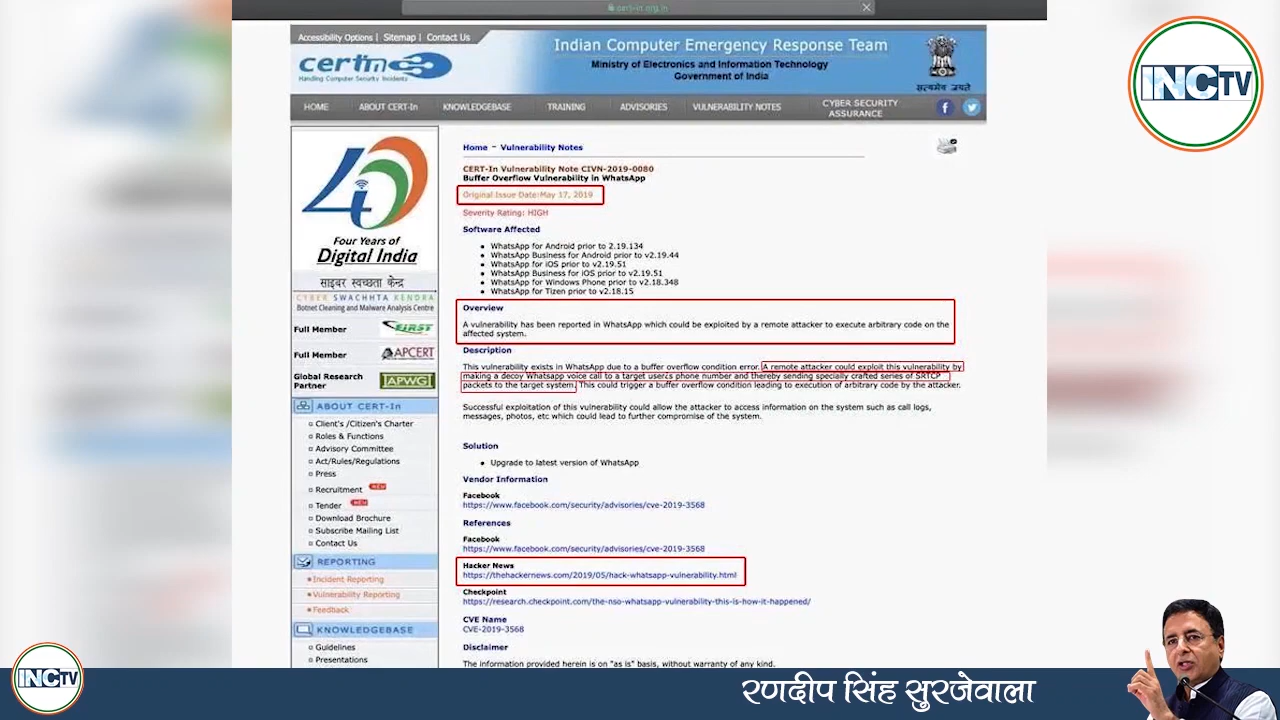 cert-in.org.in
Accessibility Options | Sitemap | Contact Us
certin
Handling Computer Security Incidents
Indian Computer Emergency Response Team
Ministry of Electronics and Information Technology
Government of India
सत्यमेव जयते
HOME ABOUT CERT-In KNOWLEDGEBASE TRAINING ADVISORIES VULNERABILITY NOTES CYBER SECURITY ASSURANCE
INCTV
Four Years of
Digital India
साइबर स्वच्छता केन्द्र
CYBER SWACHHTA KENDRA
Botnet Cleaning and Malware Analysis Centre
Full Member FIRST
Full Member APCERT
Global Research
Partner APWG
ABOUT CERT-In
Client's /Citizen's Charter
Roles & Functions
Advisory Committee
Act/Rules/Regulations
Press
Recruitment NEW
Tender NEW
Download Brochure
Subscribe Mailing List
Contact Us
REPORTING
Incident Reporting
Vulnerability Reporting
Feedback
KNOWLEDGEBASE
Guidelines
Presentations
Home - Vulnerability Notes
CERT-In Vulnerability Note CIVN-2019-0080
Buffer Overflow Vulnerability in WhatsApp
Original Issue Date:May 17, 2019
Severity Rating: HIGH
Software Affected
WhatsApp for Android prior to 2.19.134
WhatsApp Business for Android prior to v2.19.44
WhatsApp for iOS prior to v2.19.51
WhatsApp Business for iOS prior to v2.19.51
WhatsApp for Windows Phone prior to v2.18.348
WhatsApp for Tizen prior to v2.18.15
Overview
A vulnerability has been reported in WhatsApp which could be exploited by a remote attacker to execute arbitrary code on the
affected system.
Description
This vulnerability exists in WhatsApp due to a buffer overflow condition error. A remote attacker could exploit this vulnerability by
making a decoy Whatsapp voice call to a target user¢s phone number and thereby sending specially crafted series of SRTCP
packets to the target system. This could trigger a buffer overflow condition leading to execution of arbitrary code by the attacker.
Successful exploitation of this vulnerability could allow the attacker to access information on the system such as call logs,
messages, photos, etc which could lead to further compromise of the system.
Solution
Upgrade to latest version of WhatsApp
Vendor Information
Facebook
https://www.facebook.com/security/advisories/cve-2019-3568
References
Facebook
https://www.facebook.com/security/advisories/cve-2019-3568
Hacker News
https://thehackernews.com/2019/05/hack-whatsapp-vulnerability.html
Checkpoint
https://research.checkpoint.com/the-nso-whatsapp-vulnerability-this-is-how-it-happened/
CVE Name
CVE-2019-3568
Disclaimer
The information provided herein is on "as is" basis, without warranty of any kind.
INCTV
रणदीप सिंह सुरजेवाला